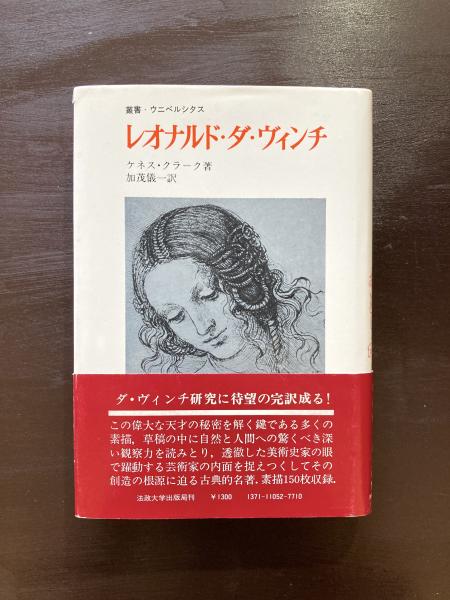 叢書・ウニベルシタス
レオナルド・ダ・ヴィンチ
ケネス・クラーク著
加茂儀一訳
ダ・ヴィンチ研究に待望の完訳成る!
この偉大な天才の秘密を解く鍵である多くの
素描，草稿の中に自然と人間への驚くべき深
い観察力を読みとり，透徹した美術史家の眼
で躍動する芸術家の内面を捉えつくしてその
創造の根源に迫る古典的名著．素描150枚収録．
法政大学出版局刊 ￥1300 1371-11052-7710